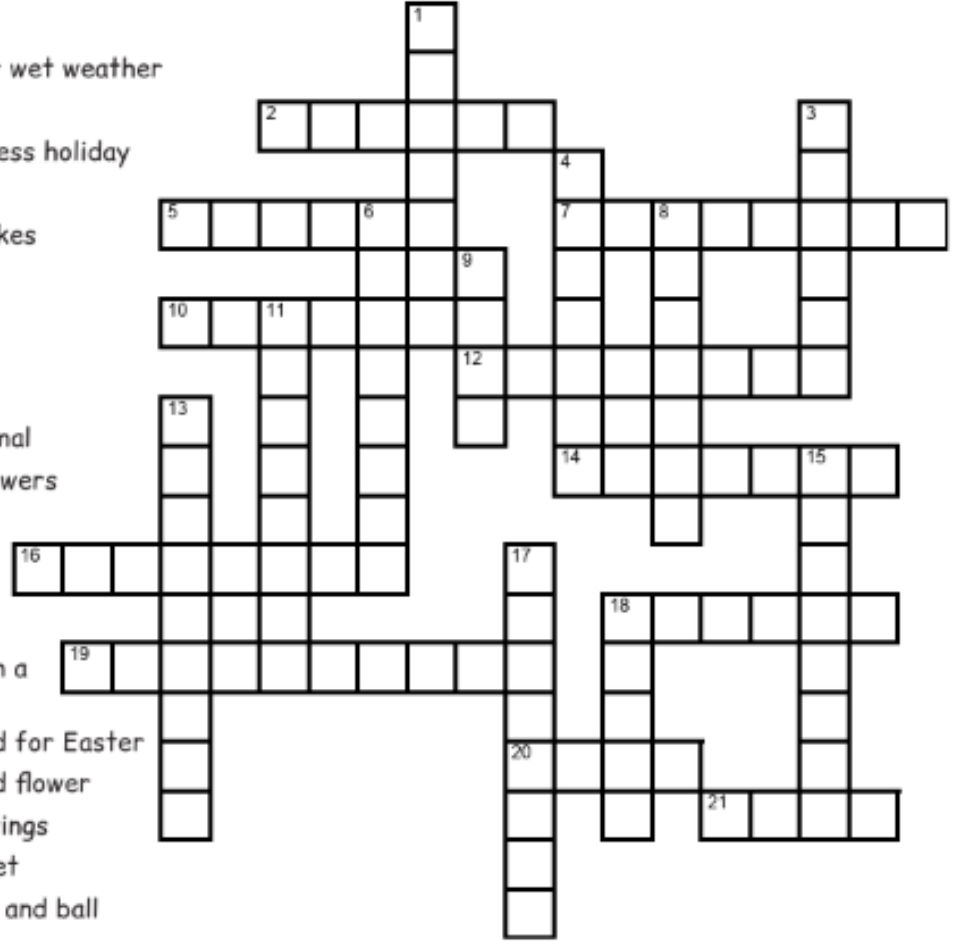 wet weather
ess holiday
kes
nal
wers
a
d for Easter
d flower
ings
et
and ball
1
2 3
4
5 6 7 8
9
10 11
12
13
14 15
16 17
18
19
20
21